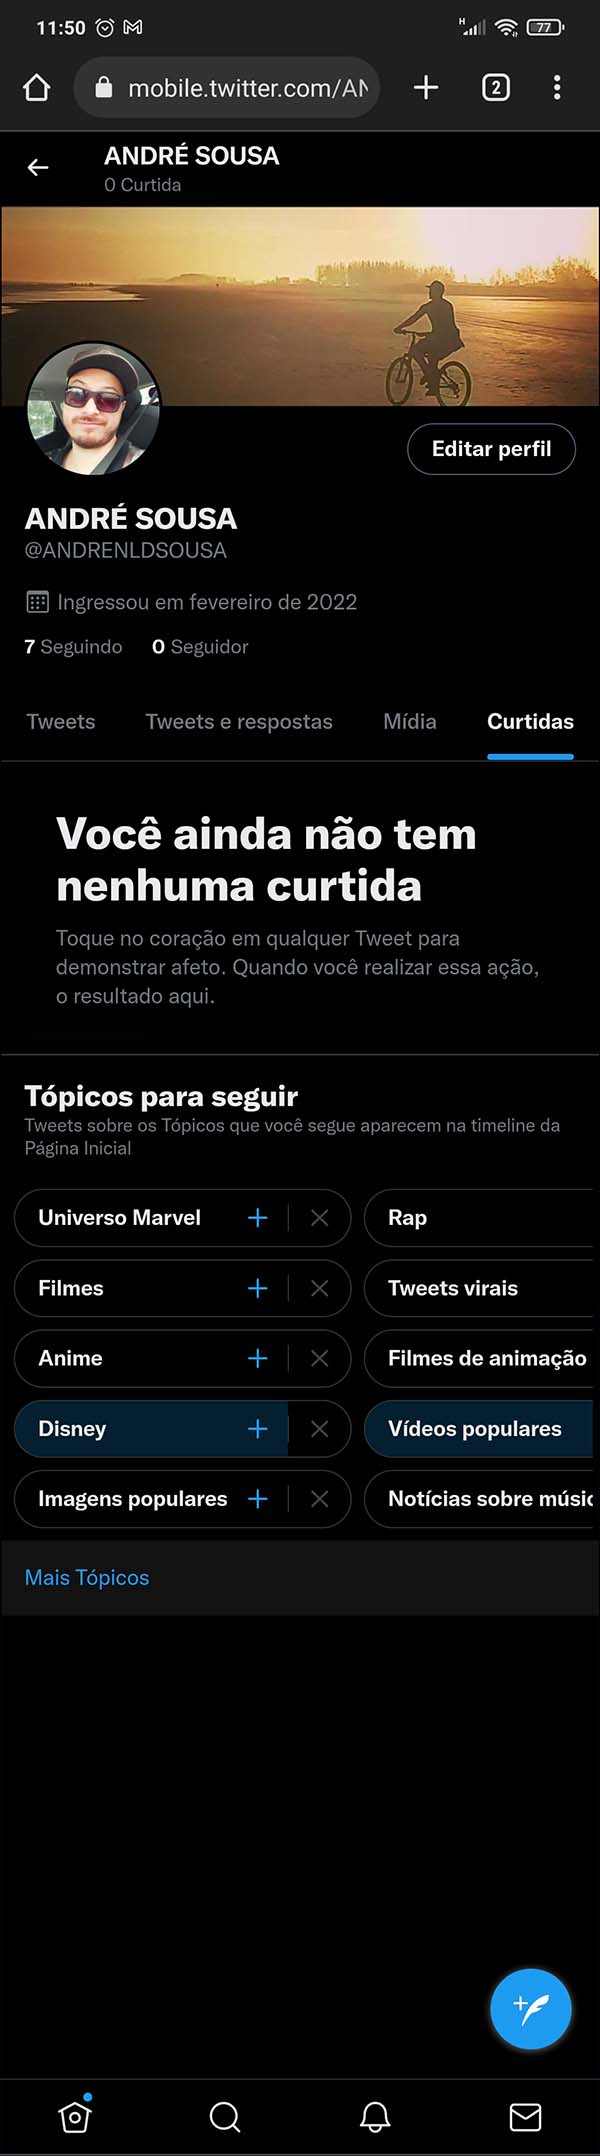 11:50
H
77
mobile.twitter.com/AN
2
ANDRÉ SOUSA
0 Curtida
Editar perfil
ANDRÉ SOUSA
@ANDRENLDSOUSA
Ingressou em fevereiro de 2022
7 Seguindo 0 Seguidor
Tweets Tweets e respostas Mídia Curtidas
Você ainda não tem
nenhuma curtida
Toque no coração em qualquer Tweet para
demonstrar afeto. Quando você realizar essa ação,
o resultado aqui.
Tópicos para seguir
Tweets sobre os Tópicos que você segue aparecem na timeline da
Página Inicial
Universo Marvel Rap
Filmes Tweets virais
Anime Filmes de animação
Disney Vídeos populares
Imagens populares Notícias sobre músic
Mais Tópicos